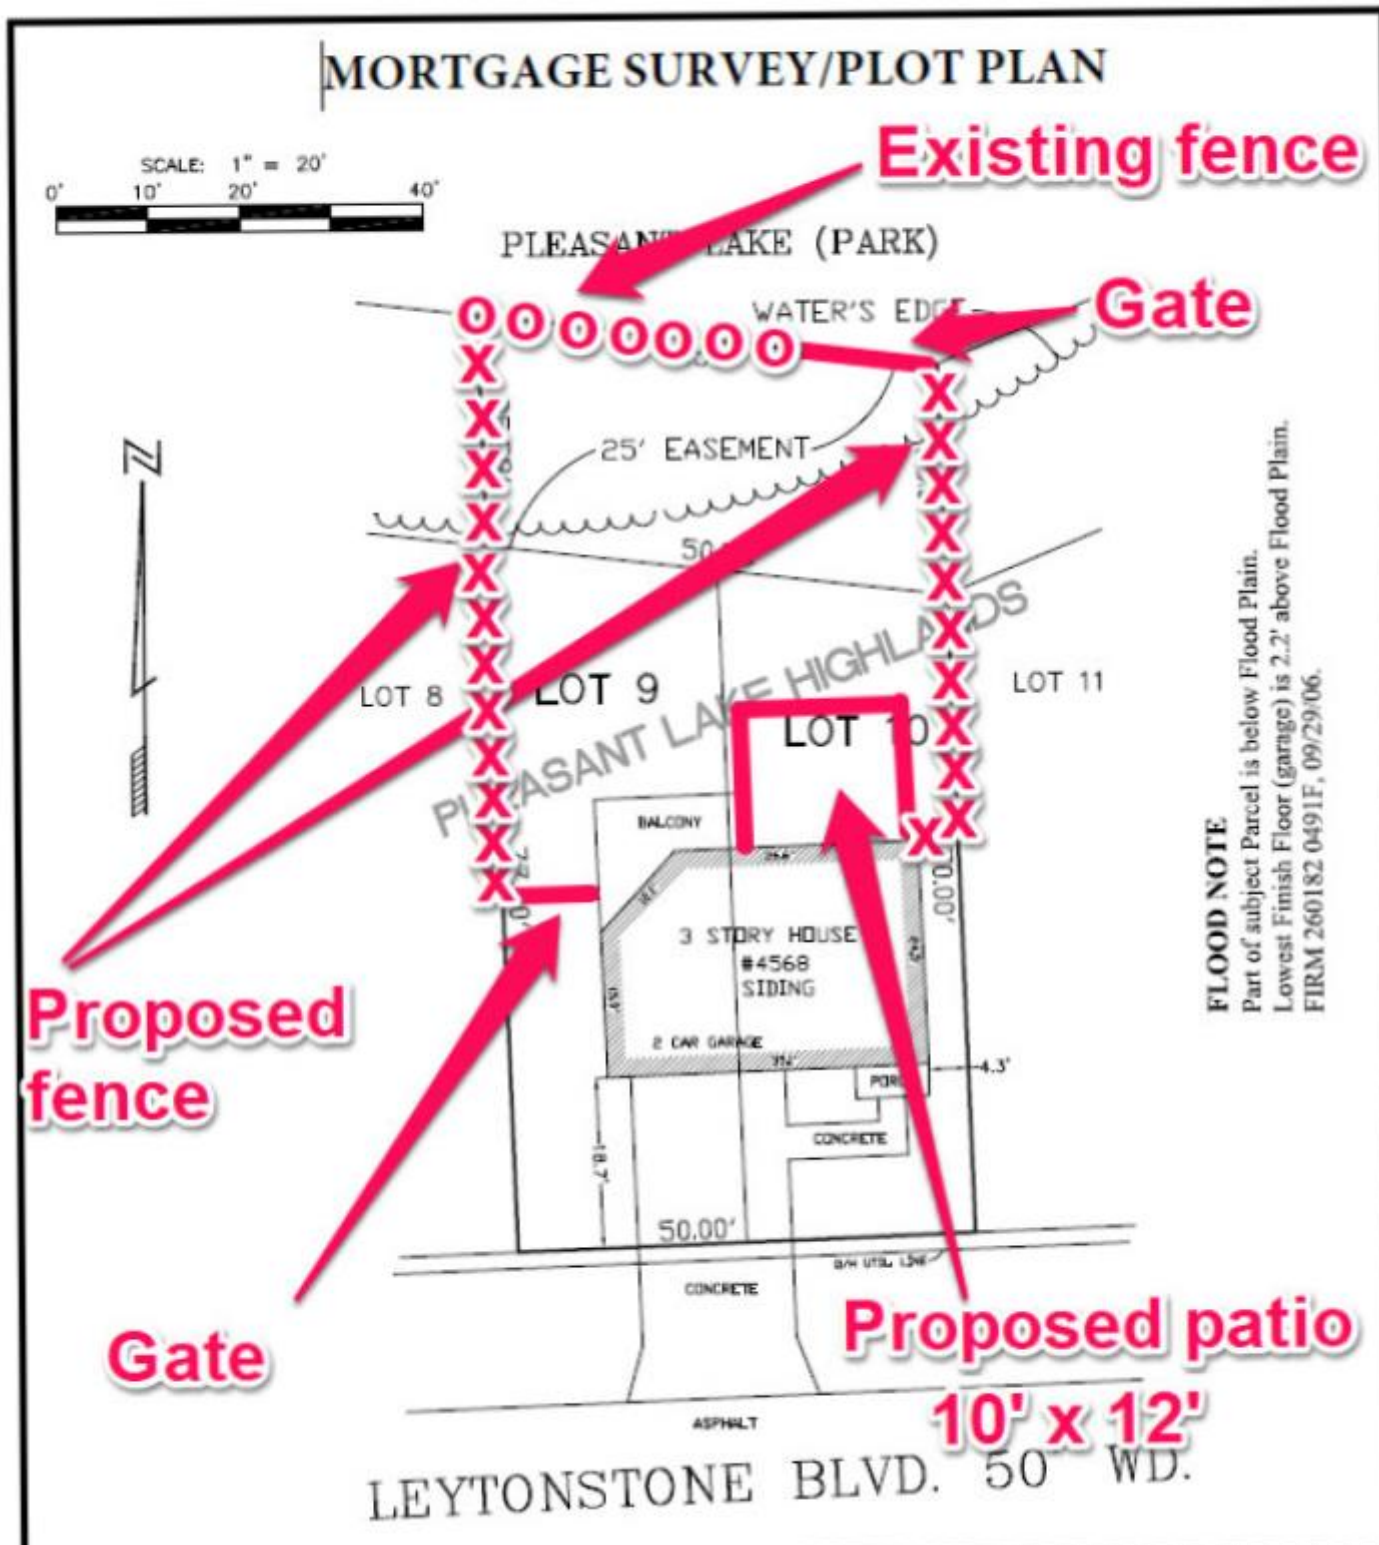 MORTGAGE SURVEY/PLOT PLAN
Existing fence
SCALE: 1" = 20'
0' 10' 20' 40'
PLEASANT LAKE (PARK)
WATER'S EDGE
Gate
O O O O O O O
X X X X X X X X X X X X
X X X X X X X X X X X
25' EASEMENT
N
50.
PLEASANT LAKE HIGHLANDS
LOT 8
LOT 9
LOT 10
LOT 11
BALCONY
70.00'
3 STORY HOUSE
#4568
SIDING
2 CAR GARAGE
4.3'
CONCRETE
18.7'
50.00'
O/H UTIL LINE
CONCRETE
ASPHALT
FLOOD NOTE
Part of subject Parcel is below Flood Plain.
Lowest Finish Floor (garage) is 2.2' above Flood Plain.
FIRM 260182 0491F, 09/29/06.
Proposed
fence
Gate
Proposed patio
10' x 12'
LEYTONSTONE BLVD. 50' WD.